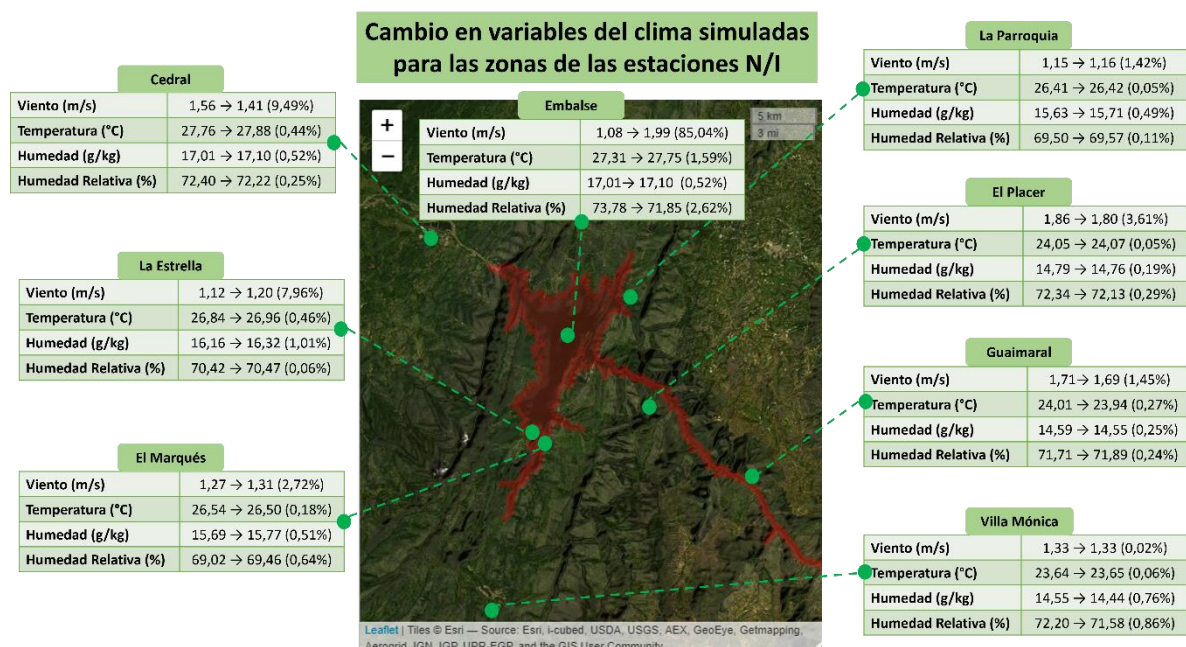 Cambio en variables del clima simuladas
para las zonas de las estaciones N/I
Cedral
Viento (m/s) 1,56 → 1,41 (9,49%)
Temperatura (°C) 27,76 → 27,88 (0,44%)
Humedad (g/kg) 17,01 → 17,10 (0,52%)
Humedad Relativa (%) 72,40 → 72,22 (0,25%)
La Estrella
Viento (m/s) 1,12 → 1,20 (7,96%)
Temperatura (°C) 26,84 → 26,96 (0,46%)
Humedad (g/kg) 16,16 → 16,32 (1,01%)
Humedad Relativa (%) 70,42 → 70,47 (0,06%)
El Marqués
Viento (m/s) 1,27 → 1,31 (2,72%)
Temperatura (°C) 26,54 → 26,50 (0,18%)
Humedad (g/kg) 15,69 → 15,77 (0,51%)
Humedad Relativa (%) 69,02 → 69,46 (0,64%)
+
−
5 km
3 mi
Embalse
Viento (m/s) 1,08 → 1,99 (85,04%)
Temperatura (°C) 27,31 → 27,75 (1,59%)
Humedad (g/kg) 17,01→ 17,10 (0,52%)
Humedad Relativa (%) 73,78 → 71,85 (2,62%)
La Parroquia
Viento (m/s) 1,15 → 1,16 (1,42%)
Temperatura (°C) 26,41 → 26,42 (0,05%)
Humedad (g/kg) 15,63 → 15,71 (0,49%)
Humedad Relativa (%) 69,50 → 69,57 (0,11%)
El Placer
Viento (m/s) 1,86 → 1,80 (3,61%)
Temperatura (°C) 24,05 → 24,07 (0,05%)
Humedad (g/kg) 14,79 → 14,76 (0,19%)
Humedad Relativa (%) 72,34 → 72,13 (0,29%)
Guaimaral
Viento (m/s) 1,71 → 1,69 (1,45%)
Temperatura (°C) 24,01 → 23,94 (0,27%)
Humedad (g/kg) 14,59 → 14,55 (0,25%)
Humedad Relativa (%) 71,71 → 71,89 (0,24%)
Villa Mónica
Viento (m/s) 1,33 → 1,33 (0,02%)
Temperatura (°C) 23,64 → 23,65 (0,06%)
Humedad (g/kg) 14,55 → 14,44 (0,76%)
Humedad Relativa (%) 72,20 → 71,58 (0,86%)
Leaflet | Tiles © Esri — Source: Esri, i-cubed, USDA, USGS, AEX, GeoEye, Getmapping,
Aerogrid, IGN, IGP, UPR-EGP, and the GIS User Community